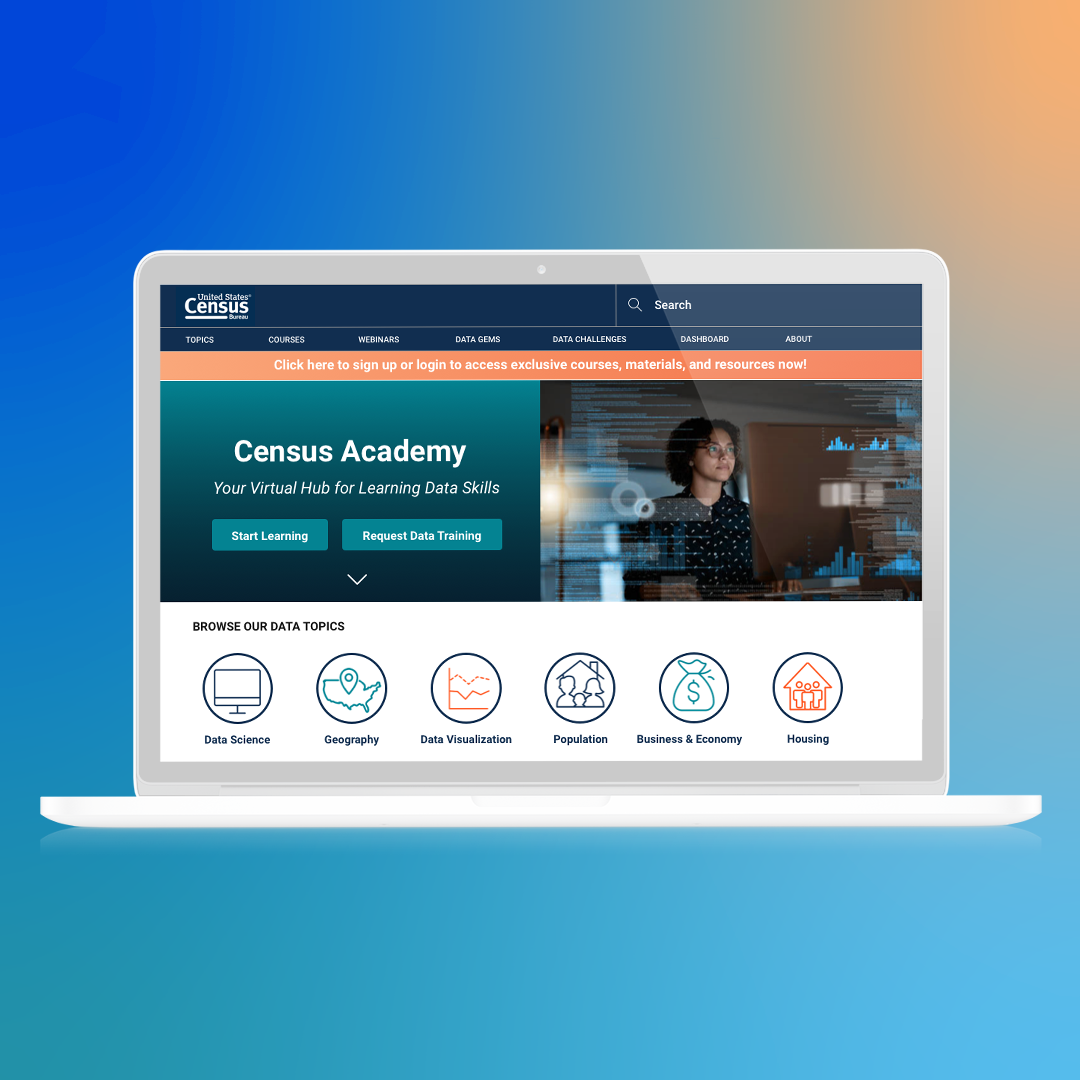 United States®
Census
Bureau
Search
TOPICS
COURSES
WEBINARS
DATA GEMS
DATA CHALLENGES
DASHBOARD
ABOUT
Click here to sign up or login to access exclusive courses, materials, and resources now!
Census Academy
Your Virtual Hub for Learning Data Skills
Start Learning
Request Data Training
BROWSE OUR DATA TOPICS
$
Data Science
Geography
Data Visualization
Population
Business & Economy
Housing